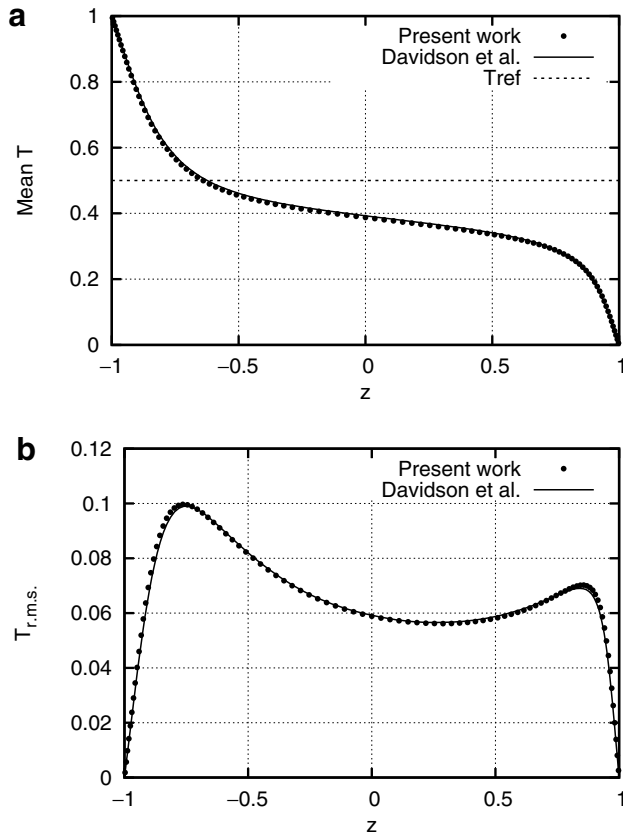 a
1
0.8
0.6
0.4
0.2
0
Mean T
Present work
Davidson et al.
Tref
−1
−0.5
0
0.5
1
z
b
0.12
0.1
0.08
0.06
0.04
0.02
0
Tr.m.s.
Present work
Davidson et al.
−1
−0.5
0
0.5
1
z